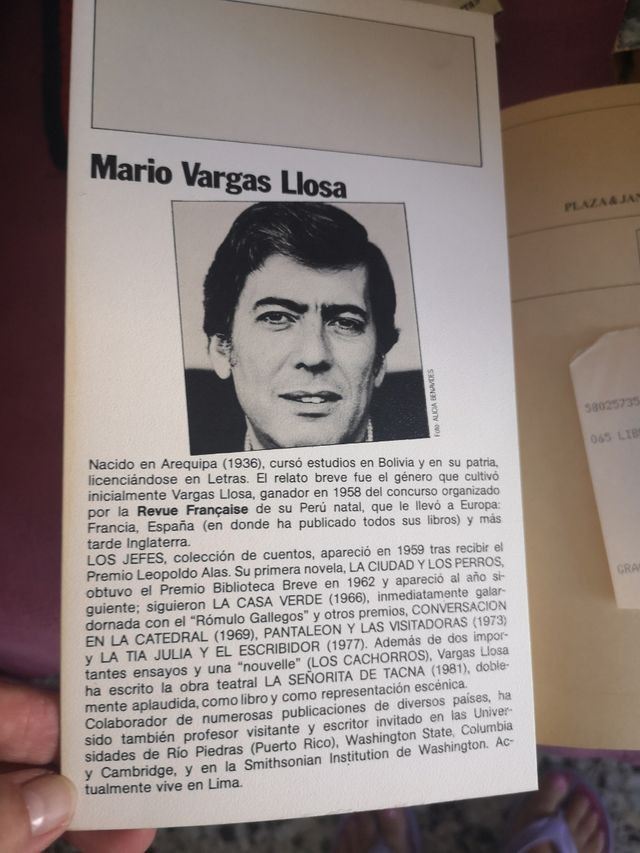 Mario Vargas Llosa
Foto ALICIA BENAVIDES
Nacido en Arequipa (1936), cursó estudios en Bolivia y en su patria,
licenciándose en Letras. El relato breve fue el género que cultivó
inicialmente Vargas Llosa, ganador en 1958 del concurso organizado
por la Revue Française de su Perú natal, que le llevó a Europa:
Francia, España (en donde ha publicado todos sus libros) y más
tarde Inglaterra.
LOS JEFES, colección de cuentos, apareció en 1959 tras recibir el
Premio Leopoldo Alas. Su primera novela, LA CIUDAD Y LOS PERROS,
obtuvo el Premio Biblioteca Breve en 1962 y apareció al año si-
guiente; siguieron LA CASA VERDE (1966), inmediatamente galar-
dornada con el "Rómulo Gallegos" y otros premios, CONVERSACION
EN LA CATEDRAL (1969), PANTALEON Y LAS VISITADORAS (1973)
y LA TIA JULIA Y EL ESCRIBIDOR (1977). Además de dos impor-
tantes ensayos y una "nouvelle" (LOS CACHORROS), Vargas Llosa
ha escrito la obra teatral LA SEÑORITA DE TACNA (1981), doble-
mente aplaudida, como libro y como representación escénica.
Colaborador de numerosas publicaciones de diversos países, ha
sido también profesor visitante y escritor invitado en las Univer-
sidades de Río Piedras (Puerto Rico), Washington State, Columbia
y Cambridge, y en la Smithsonian Institution de Washington. Ac-
tualmente vive en Lima.
PLAZA & JAN
58025735
065 LIB
GRA